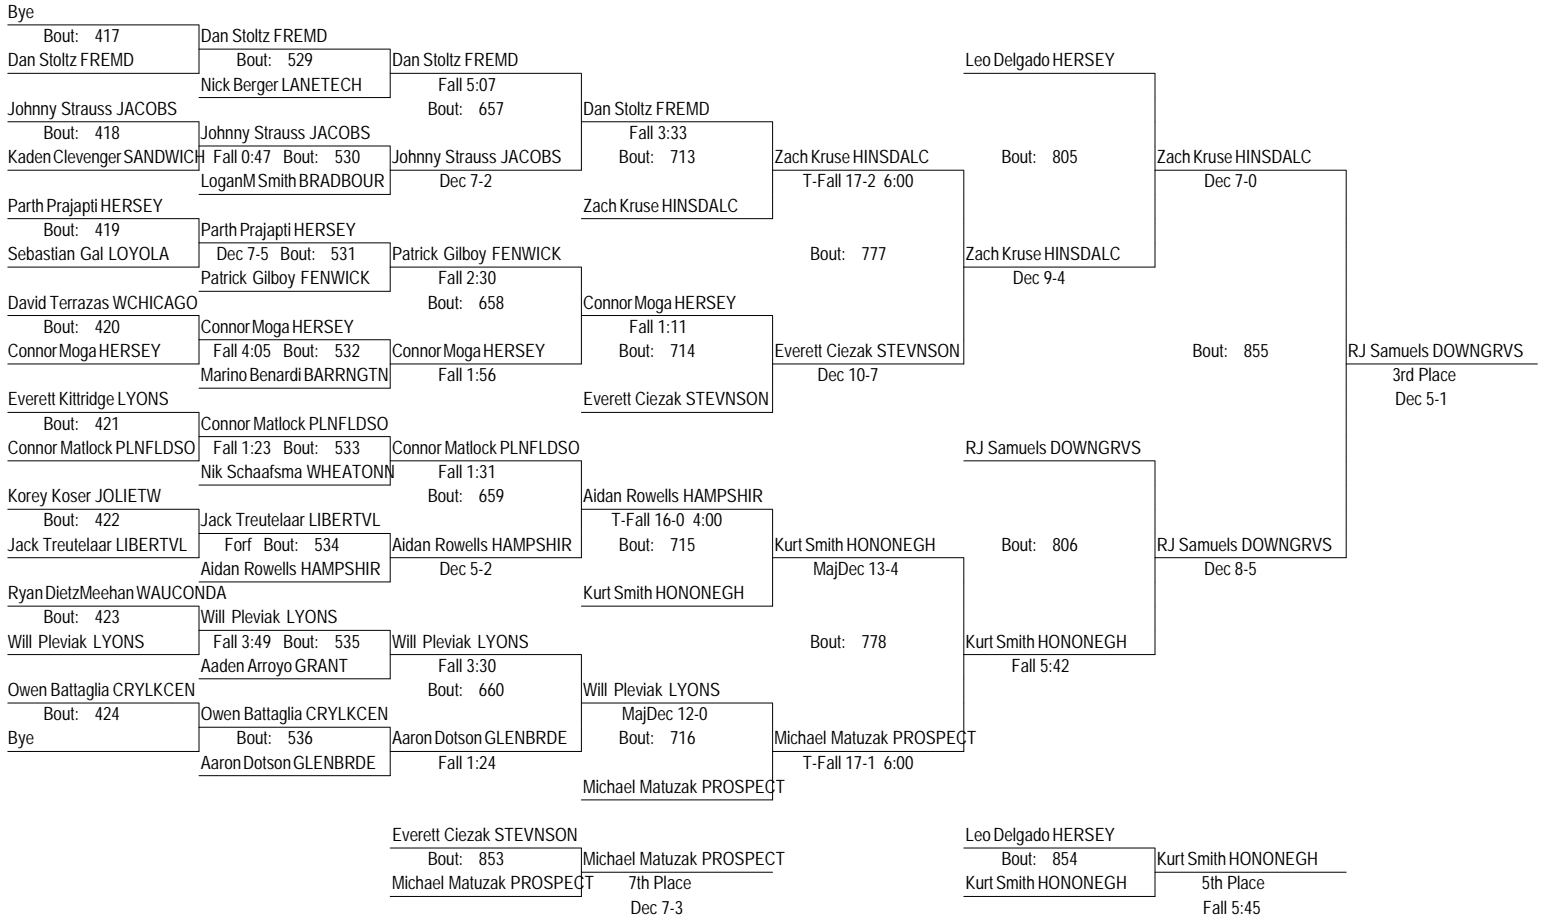 Bye
Bout: 417
Dan Stoltz FREMD
Johnny Strauss JACOBS
Bout: 418
Kaden Clevenger SANDWICH
Parth Prajapti HERSEY
Bout: 419
Sebastian Gal LOYOLA
David Terrazas WCHICAGO
Bout: 420
Connor Moga HERSEY
Everett Kittridge LYONS
Bout: 421
Connor Matlock PLNFLDSO
Korey Koser JOLIETW
Bout: 422
Jack Treutelaar LIBERTVL
Ryan DietzMeehan WAUCONDA
Bout: 423
Will Pleviak LYONS
Owen Battaglia CRYLKCEN
Bout: 424
Bye
Dan Stoltz FREMD
Bout: 529
Nick Berger LANETECH
Johnny Strauss JACOBS
Fall 0:47 Bout: 530
LoganM Smith BRADBOUR
Parth Prajapti HERSEY
Dec 7-5 Bout: 531
Patrick Gilboy FENWICK
Connor Moga HERSEY
Fall 4:05 Bout: 532
Marino Benardi BARRNGTN
Connor Matlock PLNFLDSO
Fall 1:23 Bout: 533
Nik Schaafsma WHEATONN
Jack Treutelaar LIBERTVL
Forf Bout: 534
Aidan Rowells HAMPSHIR
Will Pleviak LYONS
Fall 3:49 Bout: 535
Aaden Arroyo GRANT
Owen Battaglia CRYLKCEN
Bout: 536
Aaron Dotson GLENBRDE
Dan Stoltz FREMD
Fall 5:07
Bout: 657
Johnny Strauss JACOBS
Dec 7-2
Patrick Gilboy FENWICK
Fall 2:30
Bout: 658
Connor Moga HERSEY
Fall 1:56
Connor Matlock PLNFLDSO
Fall 1:31
Bout: 659
Aidan Rowells HAMPSHIR
Dec 5-2
Will Pleviak LYONS
Fall 3:30
Bout: 660
Aaron Dotson GLENBRDE
Fall 1:24
Dan Stoltz FREMD
Fall 3:33
Bout: 713
Zach Kruse HINSDALC
Connor Moga HERSEY
Fall 1:11
Bout: 714
Everett Ciezak STEVNSON
Aidan Rowells HAMPSHIR
T-Fall 16-0 4:00
Bout: 715
Kurt Smith HONONEGH
Will Pleviak LYONS
MajDec 12-0
Bout: 716
Michael Matuzak PROSPECT
Zach Kruse HINSDALC
T-Fall 17-2 6:00
Bout: 777
Everett Ciezak STEVNSON
Dec 10-7
Kurt Smith HONONEGH
MajDec 13-4
Bout: 778
Michael Matuzak PROSPECT
T-Fall 17-1 6:00
Leo Delgado HERSEY
Bout: 805
Zach Kruse HINSDALC
Dec 9-4
RJ Samuels DOWNGRVS
Bout: 806
Kurt Smith HONONEGH
Fall 5:42
Zach Kruse HINSDALC
Dec 7-0
Bout: 855
RJ Samuels DOWNGRVS
Dec 8-5
RJ Samuels DOWNGRVS
3rd Place
Dec 5-1
Everett Ciezak STEVNSON
Bout: 853
Michael Matuzak PROSPECT
Michael Matuzak PROSPECT
7th Place
Dec 7-3
Leo Delgado HERSEY
Bout: 854
Kurt Smith HONONEGH
Kurt Smith HONONEGH
5th Place
Fall 5:45